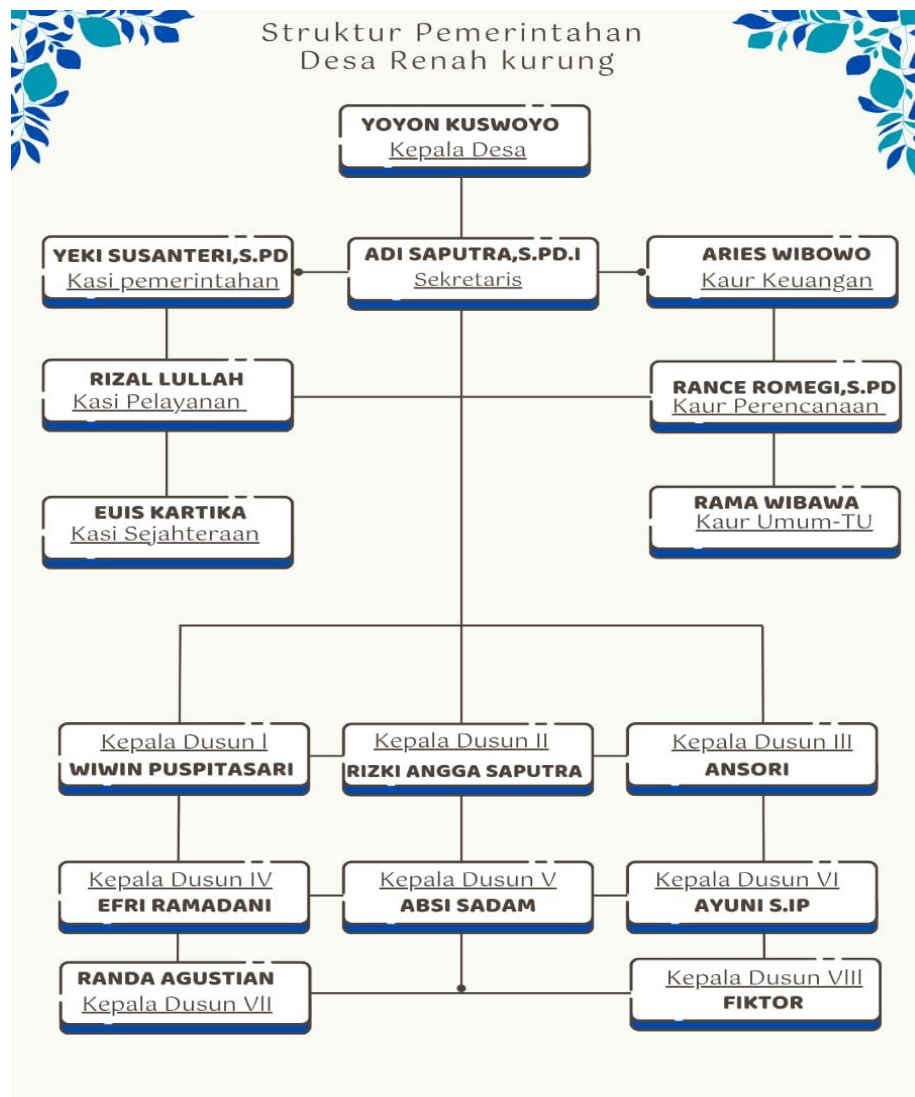 Struktur Pemerintahan
Desa Renah kurung
YOYON KUSWOYO
Kepala Desa
YEKI SUSANTERI,S.PD
Kasi pemerintahan
ADI SAPUTRA,S.PD.I
Sekretaris
ARIES WIBOWO
Kaur Keuangan
RIZAL LULLAH
Kasi Pelayanan
RANCE ROMEGI,S.PD
Kaur Perencanaan
EUIS KARTIKA
Kasi Sejahteraan
RAMA WIBAWA
Kaur Umum-TU
Kepala Dusun I
WIWIN PUSPITASARI
Kepala Dusun II
RIZKI ANGGA SAPUTRA
Kepala Dusun III
ANSORI
Kepala Dusun IV
EFRI RAMADANI
Kepala Dusun V
ABSI SADAM
Kepala Dusun VI
AYUNI S.IP
RANDA AGUSTIAN
Kepala Dusun VII
Kepala Dusun VIII
FIKTOR